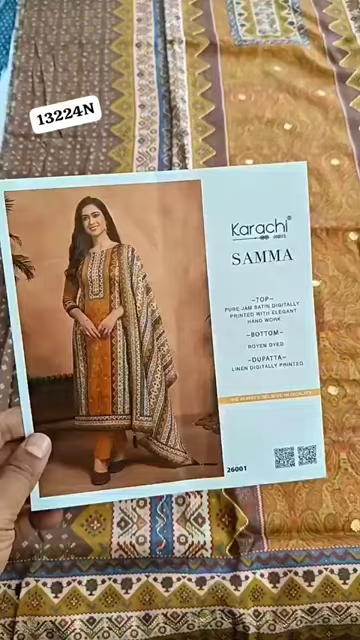 13224N
Karachi®
SAMMA
~TOP~
PURE JAM SATIN DIGITALLY
PRINTED WITH ELEGANT
HAND WORK
~BOTTOM~
ROYEN DYED
~DUPATTA~
LINEN DIGITALLY PRINTED
26001